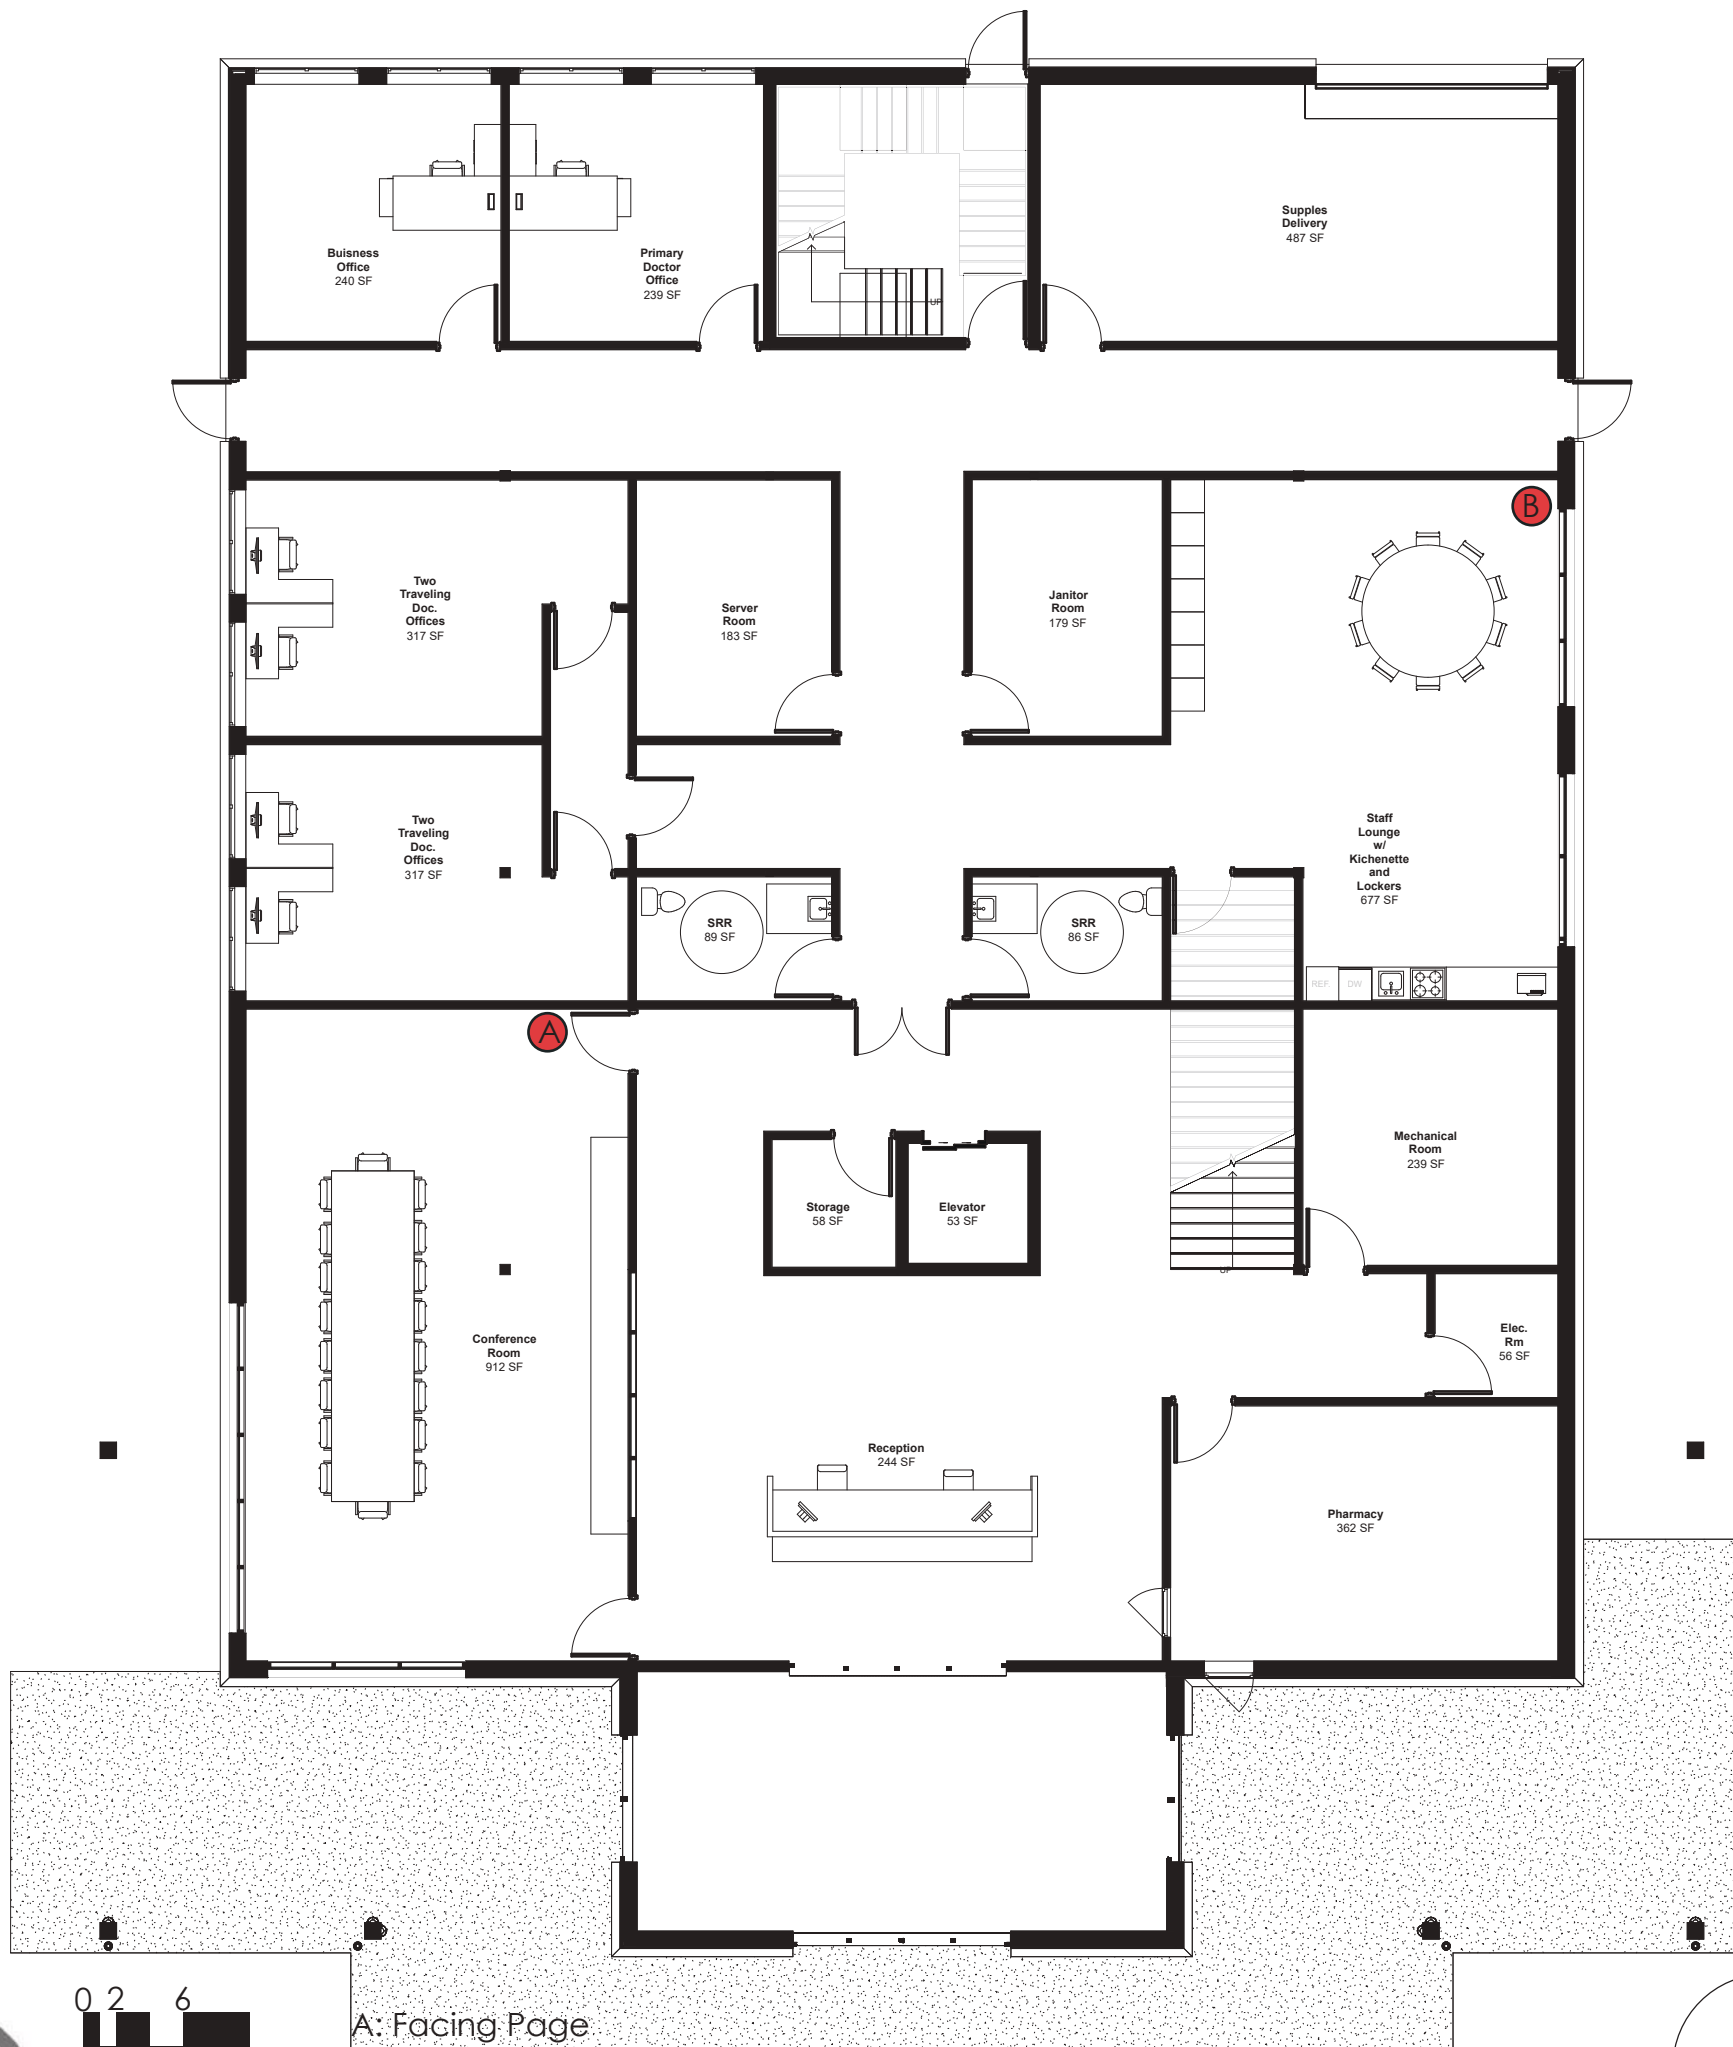 Supples
Delivery
487 SF
Buisness
Office
240 SF
Primary
Doctor
Office
239 SF
UP
B
Two
Traveling
Doc.
Offices
317 SF
Server
Room
183 SF
Janitor
Room
179 SF
Two
Traveling
Doc.
Offices
317 SF
Staff
Lounge
w/
Kichenette
and
Lockers
677 SF
SRR
89 SF
SRR
86 SF
REF.
DW
A
Mechanical
Room
239 SF
Storage
58 SF
Elevator
53 SF
UP
Conference
Room
912 SF
Elec.
Rm
56 SF
Reception
244 SF
Pharmacy
362 SF
0 2 6
A: Facing Page